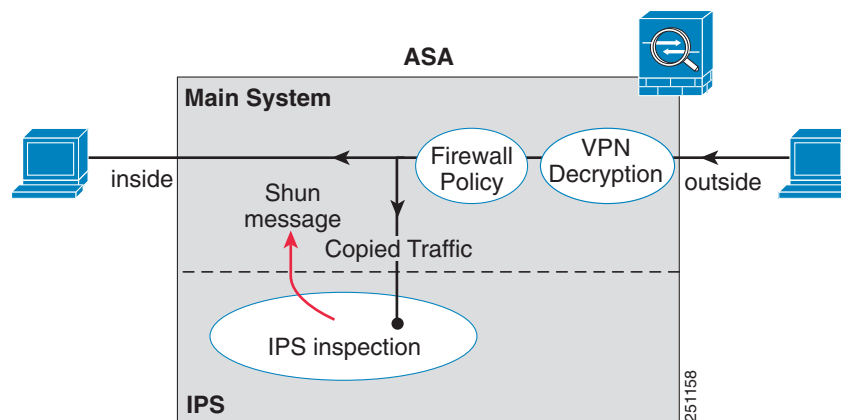 ASA
Main System
VPN
Decryption
Firewall
Policy
inside
outside
Shun
message
Copied Traffic
IPS inspection
IPS
251158